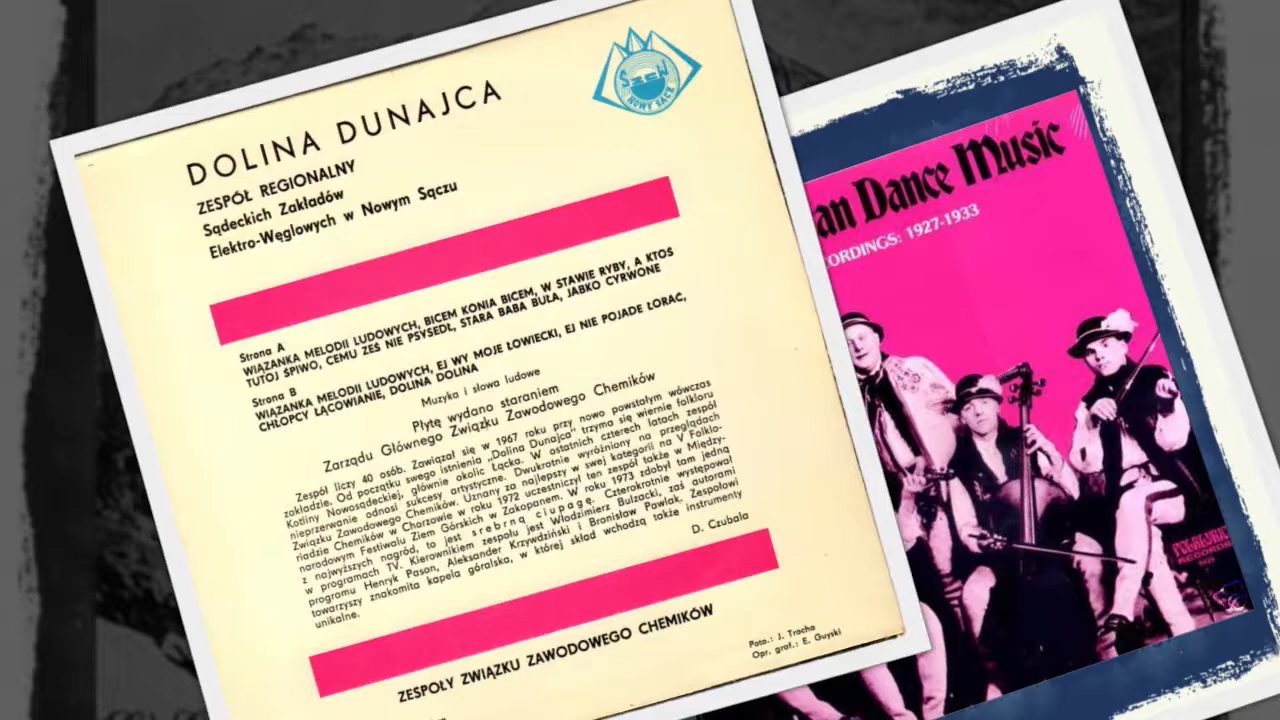 DOLINA DUNAJCA
ZESPÓŁ REGIONALNY
Sądeckich Zakładów
Elektro-Węglowych w Nowym Sączu
SZEW
NOWY SĄCZ
Strona A
WIĄZANKA MELODII LUDOWYCH, BICEM KONIA BICEM, W STAWIE RYBY, A KTOS
TUTOJ ŚPIWO, CEMU ZEŚ NIE PSYSEDŁ, STARA BABA BUŁA, JABKO CYRWONE
Strona B
WIĄZANKA MELODII LUDOWYCH, EJ WY MOJE ŁOWIECKI, EJ NIE POJADE ŁORAĆ,
CHŁOPCY ŁĄCOWIANIE, DOLINA DOLINA
Muzyka i słowa ludowe
Płytę wydano staraniem
Zarządu Głównego Związku Zawodowego Chemików
Zespół liczy 40 osób. Zawiązał się w 1967 roku przy nowo powstałym wówczas
zakładzie. Od początku swego istnienia „Dolina Dunajca" trzyma się wiernie folkloru
Kotliny Nowosądeckiej, głównie okolic Łącka. W ostatnich czterech latach zespół
nieprzerwanie odnosi sukcesy artystyczne. Dwukrotnie wyróżniony na przeglądach
Związku Zawodowego Chemików. Uznany za najlepszy w swej kategorii na V Folklo-
riadzie Chemików w Chorzowie w roku 1972 uczestniczył ten zespół także w Między-
narodowym Festiwalu Ziem Górskich w Zakopanem. W roku 1973 zdobył tam jedną
z najwyższych nagród, to jest srebrną ciupagę. Czterokrotnie występował
w programach TV. Kierownikiem zespołu jest Włodzimierz Bulzacki, zaś autorami
programu Henryk Pason, Aleksander Krzywdziński i Bronisław Pawlak. Zespołowi
towarzyszy znakomita kapela góralska, w której skład wchodzą także instrumenty
unikalne.
D. Czubala
ZESPOŁY ZWIĄZKU ZAWODOWEGO CHEMIKÓW
Foto.: J. Trocha
Opr. graf.: E. Guyski
an Dance Music
ORDINGS: 1927-1933
FOLKLYRIC
RECORDS